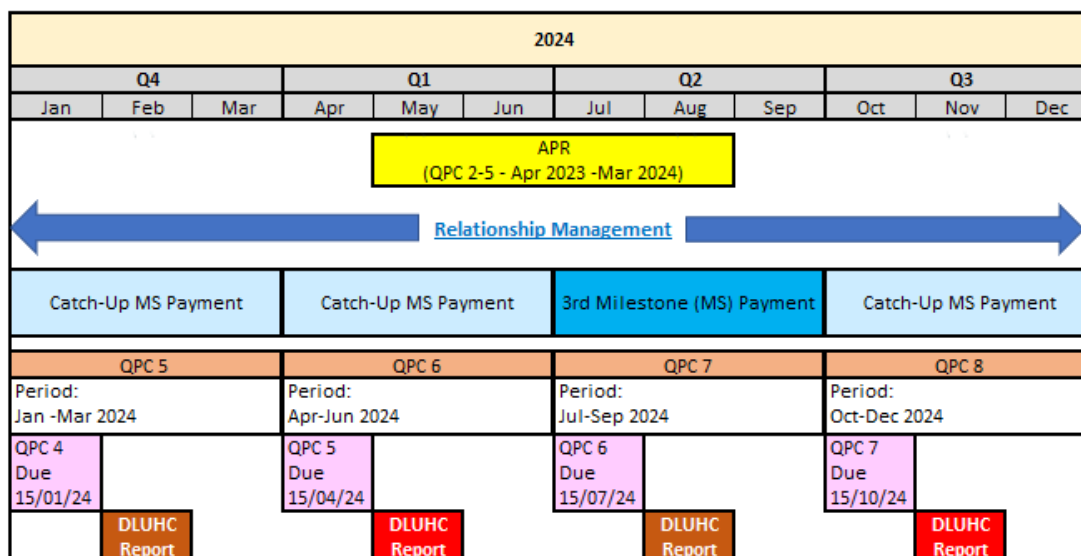 2024
Q4 Q1 Q2 Q3
Jan Feb Mar Apr May Jun Jul Aug Sep Oct Nov Dec
APR
(QPC 2-5 - Apr 2023 -Mar 2024)
Relationship Management
Catch-Up MS Payment Catch-Up MS Payment 3rd Milestone (MS) Payment Catch-Up MS Payment
QPC 5 QPC 6 QPC 7 QPC 8
Period: Period: Period: Period:
Jan -Mar 2024 Apr-Jun 2024 Jul-Sep 2024 Oct-Dec 2024
QPC 4 QPC 5 QPC 6 QPC 7
Due Due Due Due
15/01/24 15/04/24 15/07/24 15/10/24
DLUHC DLUHC DLUHC DLUHC
Report Report Report Report